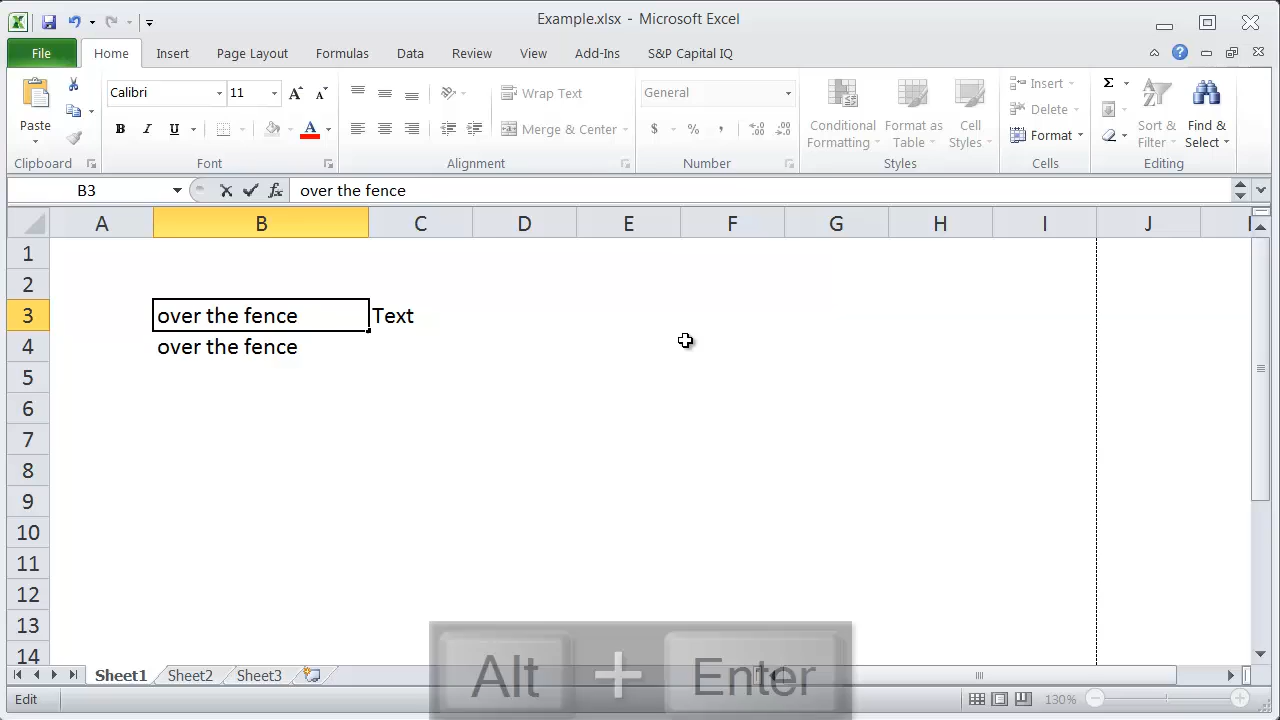 Example.xlsx - Microsoft Excel
File Home Insert Page Layout Formulas Data Review View Add-Ins S&P Capital IQ
Calibri 11 Wrap Text General Insert
Paste B I U Merge & Center $ % , Conditional Formatting Format as Table Cell Styles Delete Format Sort & Filter Find & Select
Clipboard Font Alignment Number Styles Cells Editing
B3 fx over the fence
A B C D E F G H I J
1
2
3 over the fence Text
4 over the fence
5
6
7
8
9
10
11
12
13
14
Alt + Enter
Sheet1 Sheet2 Sheet3
Edit 130%